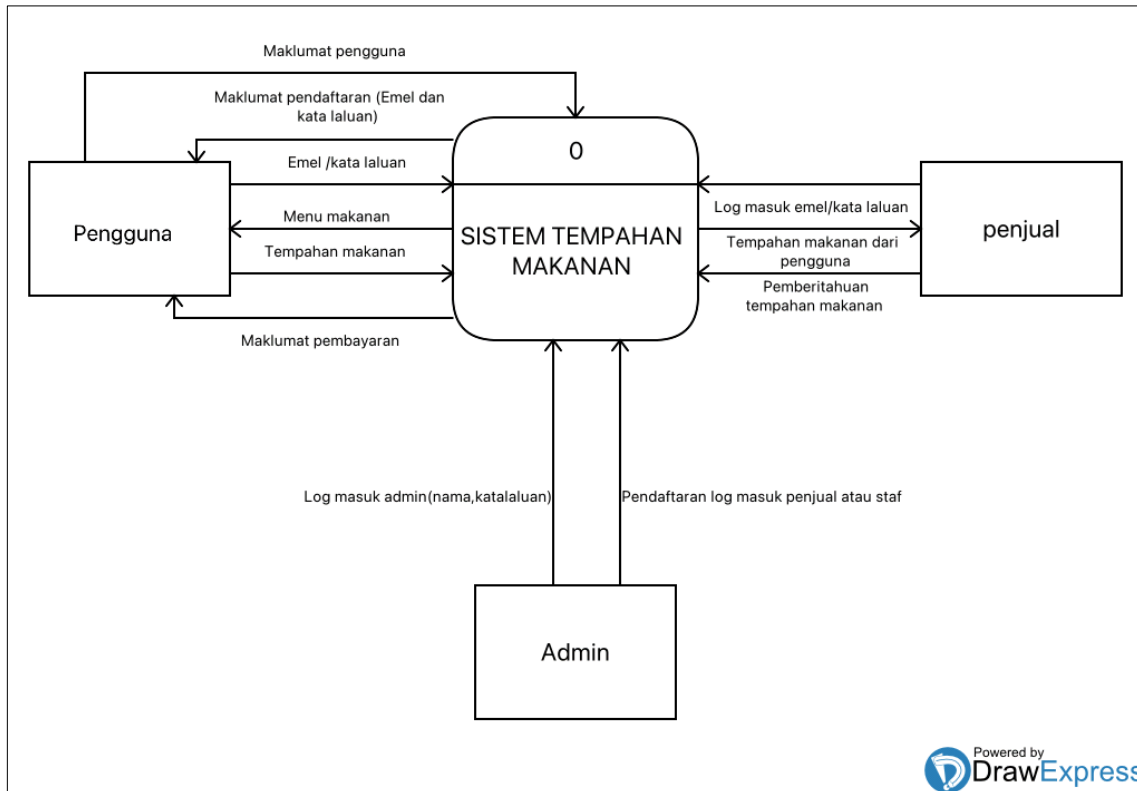 Maklumat pengguna
Maklumat pendaftaran (Emel dan
kata laluan)
Emel /kata laluan
Menu makanan
Tempahan makanan
Maklumat pembayaran
Pengguna
0
SISTEM TEMPAHAN
MAKANAN
Log masuk emel/kata laluan
Tempahan makanan dari
pengguna
Pemberitahuan
tempahan makanan
penjual
Log masuk admin(nama,katalaluan)
Pendaftaran log masuk penjual atau staf
Admin
Powered by
DrawExpress